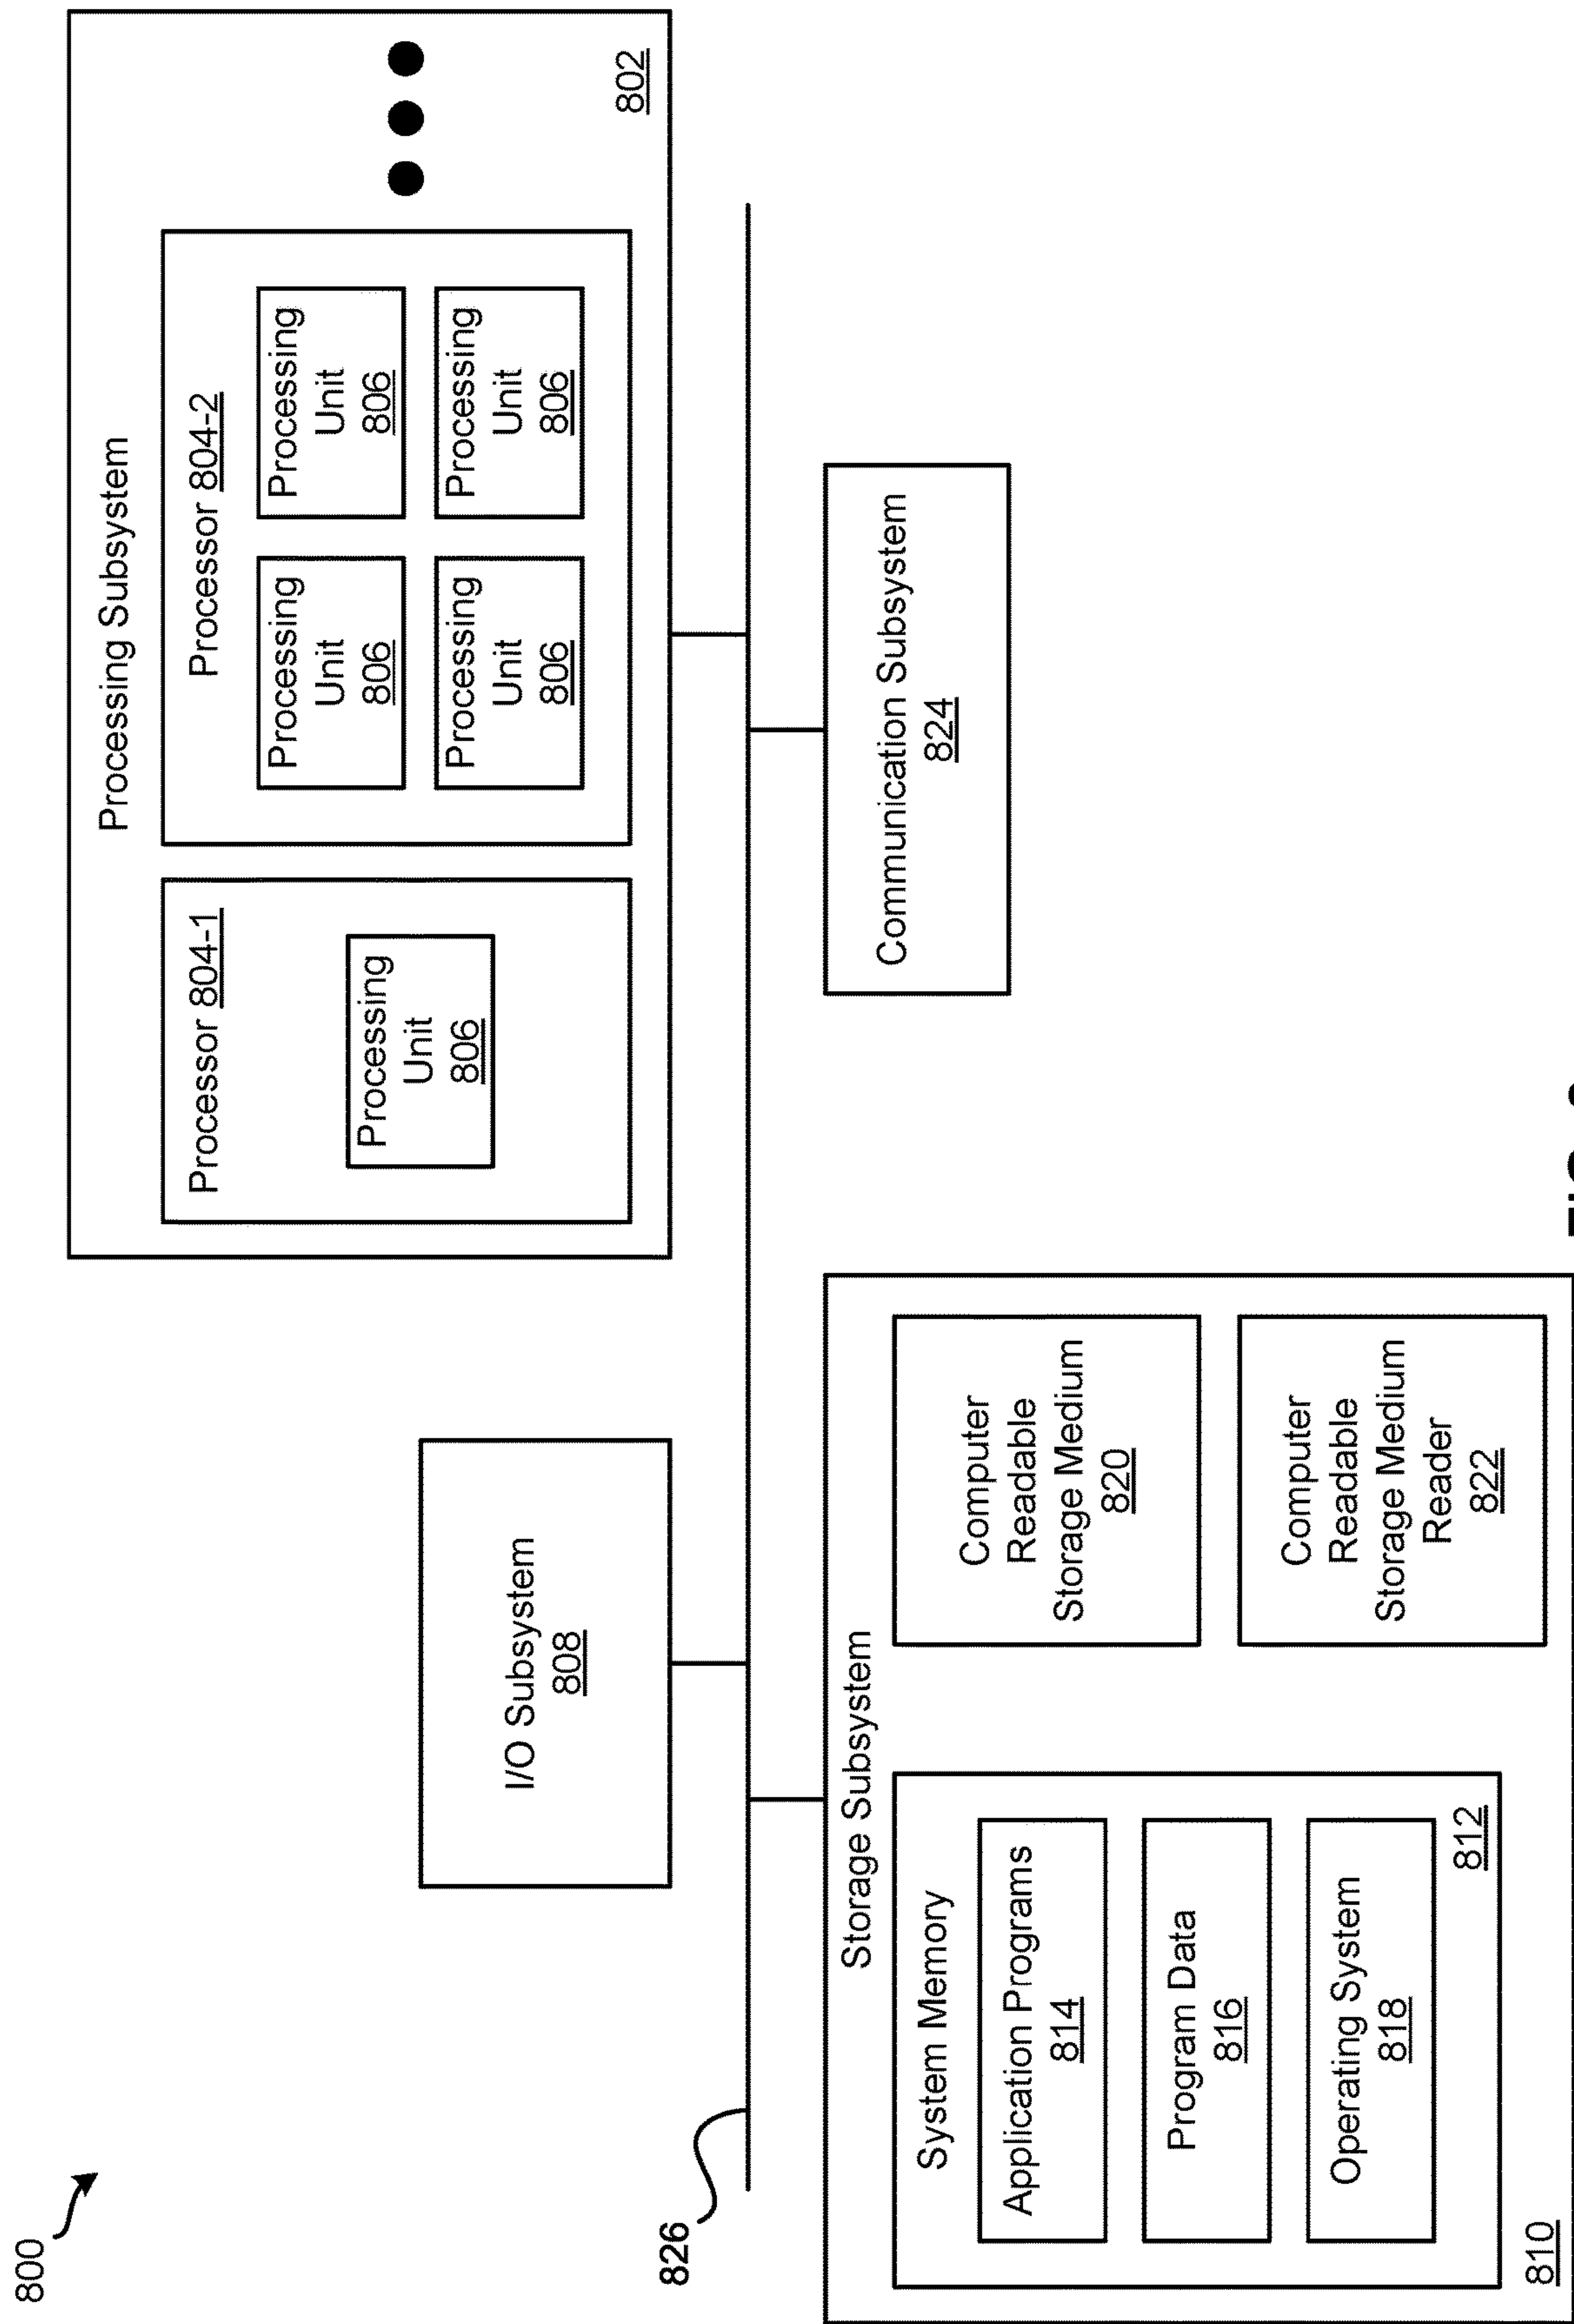 800
Processing Subsystem
Processor 804-1
Processing
Unit
806
Processor 804-2
Processing
Unit
806
Processing
Unit
806
Processing
Unit
806
Processing
Unit
806
802
I/O Subsystem
808
826
Storage Subsystem
System Memory
Application Programs
814
Program Data
816
Operating System
818
812
Computer
Readable
Storage Medium
820
Computer
Readable
Storage Medium
Reader
822
810
Communication Subsystem
824